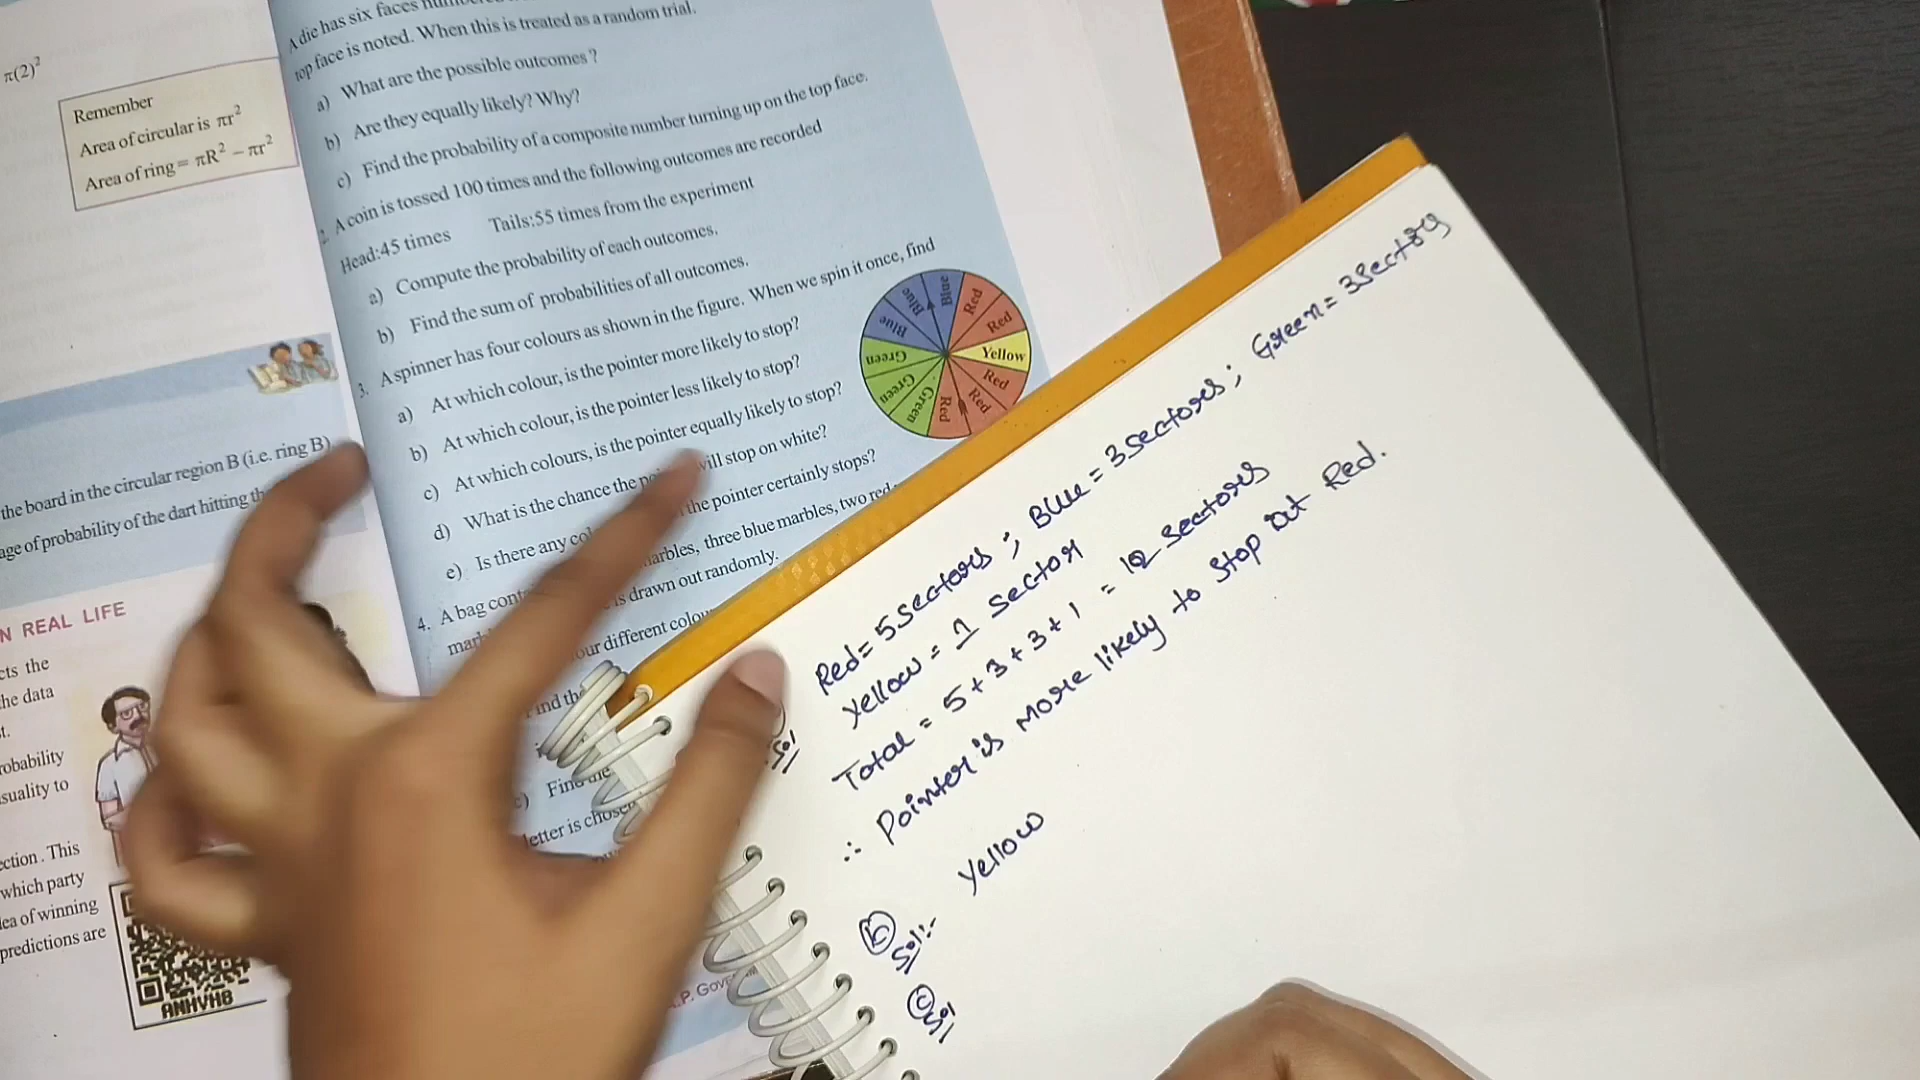 π(2)²
Remember
Area of circular is πr²
Area of ring = πR² − πr²
the board in the circular region B (i.e. ring B)
age of probability of the dart hitting th
N REAL LIFE
cts the
he data
t.
robability
suality to
ection . This
which party
lea of winning
predictions are
ANHVH8
A die has six faces
top face is noted. When this is treated as a random trial.
a) What are the possible outcomes ?
b) Are they equally likely? Why?
c) Find the probability of a composite number turning up on the top face.
2. A coin is tossed 100 times and the following outcomes are recorded
Head:45 times Tails:55 times from the experiment
a) Compute the probability of each outcomes.
b) Find the sum of probabilities of all outcomes.
3. A spinner has four colours as shown in the figure. When we spin it once, find
a) At which colour, is the pointer more likely to stop?
b) At which colour, is the pointer less likely to stop?
c) At which colours, is the pointer equally likely to stop?
d) What is the chance the will stop on white?
e) Is there any the pointer certainly stops?
4. A bag marbles, three blue marbles, two red
is drawn out randomly.
four different
letter is
Blue
Blue
Blue
Red
Red
Yellow
Red
Red
Red
Green
Green
Green
Red = 5 Sectors ; Blue = 3 Sectores ; Green = 3 Sectors
Yellow = 1 Sector
Total = 5 + 3 + 3 + 1 = 12 Sectores
∴ Pointer is more likely to stop at Red.
Sol
b Yellow
Sol:-
c
Sol